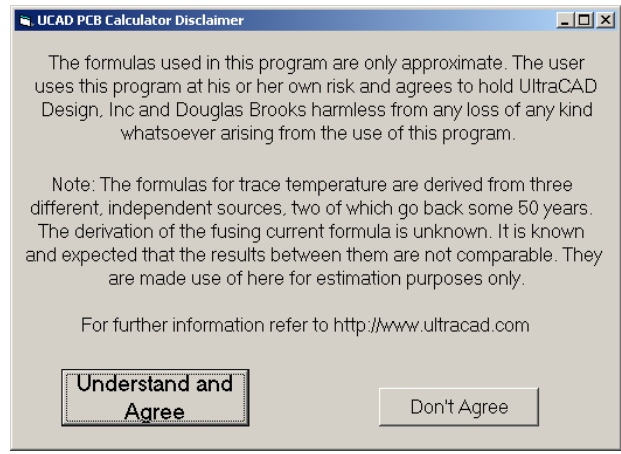 UCAD PCB Calculator Disclaimer
The formulas used in this program are only approximate. The user
uses this program at his or her own risk and agrees to hold UltraCAD
Design, Inc and Douglas Brooks harmless from any loss of any kind
whatsoever arising from the use of this program.
Note: The formulas for trace temperature are derived from three
different, independent sources, two of which go back some 50 years.
The derivation of the fusing current formula is unknown. It is known
and expected that the results between them are not comparable. They
are made use of here for estimation purposes only.
For further information refer to http://www.ultracad.com
Understand and
Agree
Don't Agree